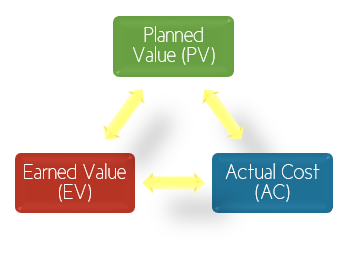 Planned
Value (PV)
Earned Value
(EV)
Actual Cost
(AC)